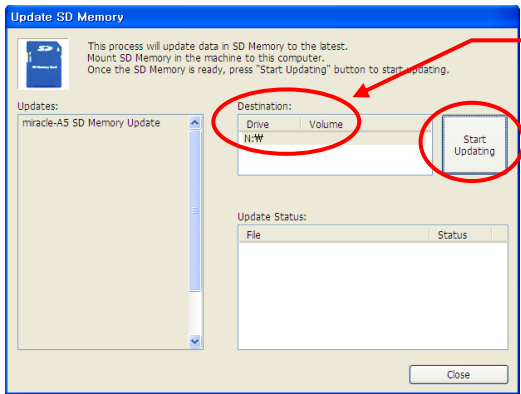 Update SD Memory
This process will update data in SD Memory to the latest.
Mount SD Memory in the machine to this computer.
Once the SD Memory is ready, press "Start Updating" button to start updating.
Updates:
miracle-A5 SD Memory Update
Destination:
Drive Volume
N:₩
Start
Updating
Update Status:
File Status
Close